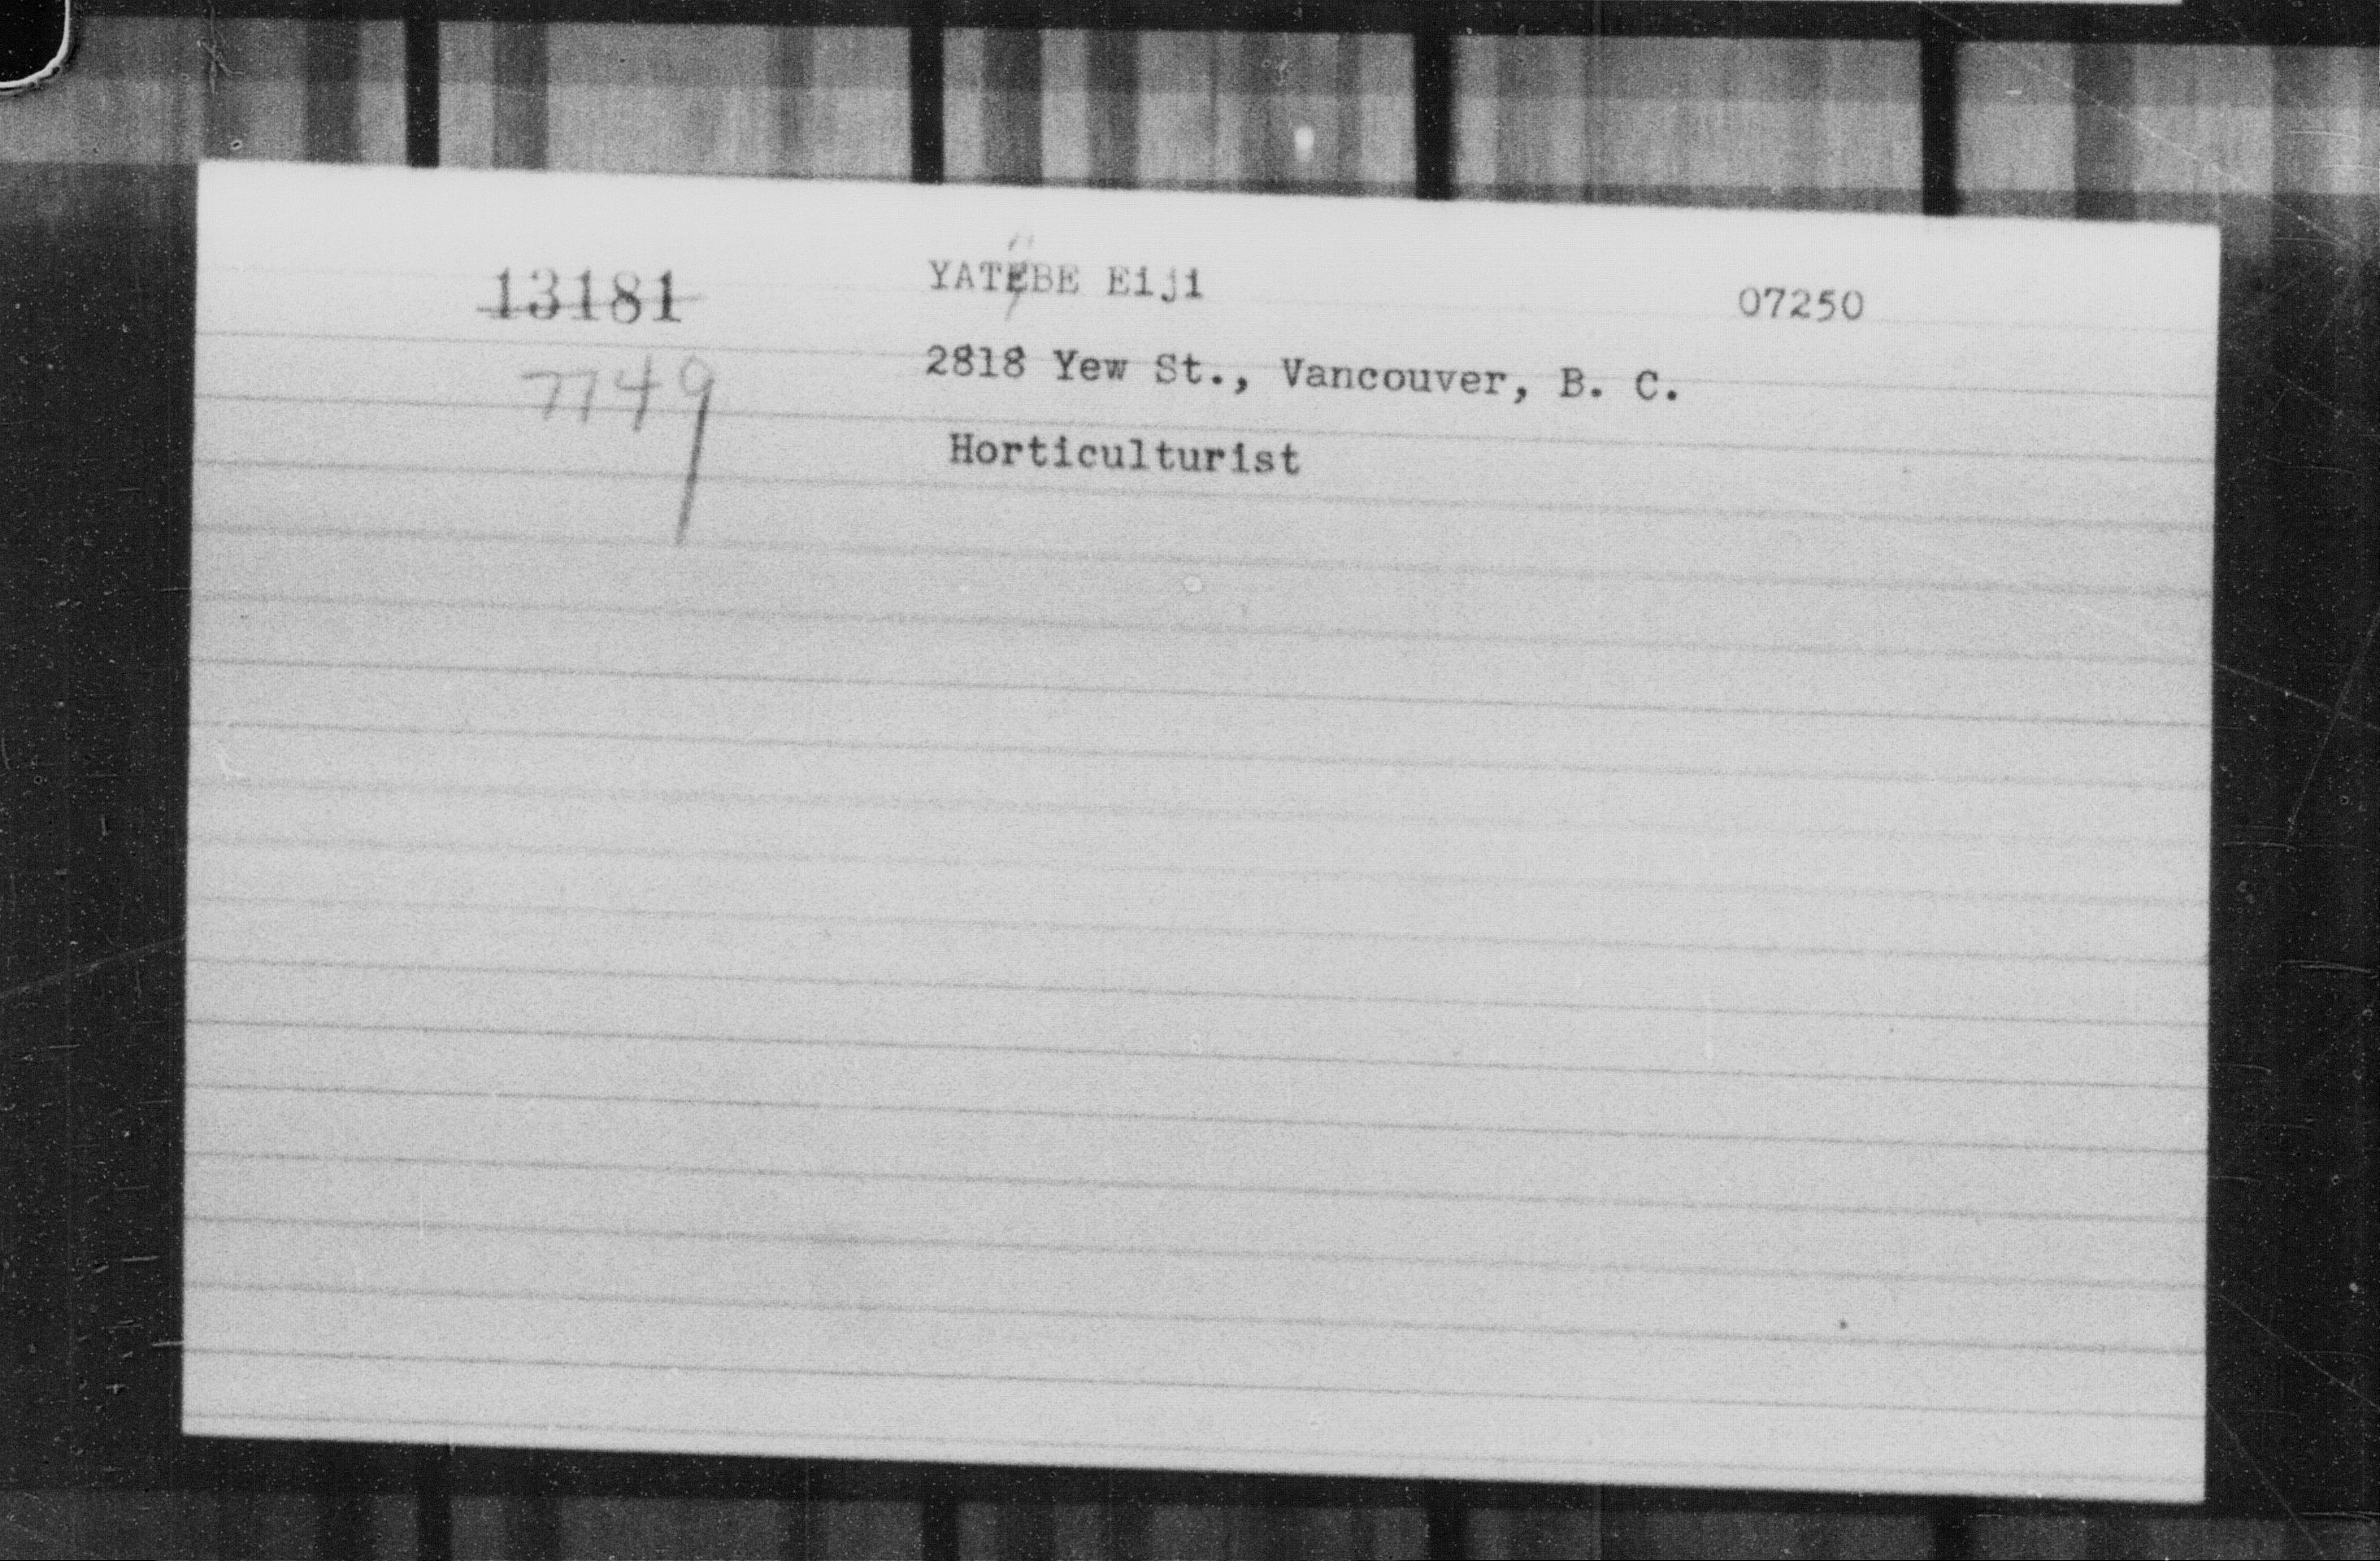 13181
YATEBE Eiji
07250
7749
2818 Yew St., Vancouver, B. C.
Horticulturist